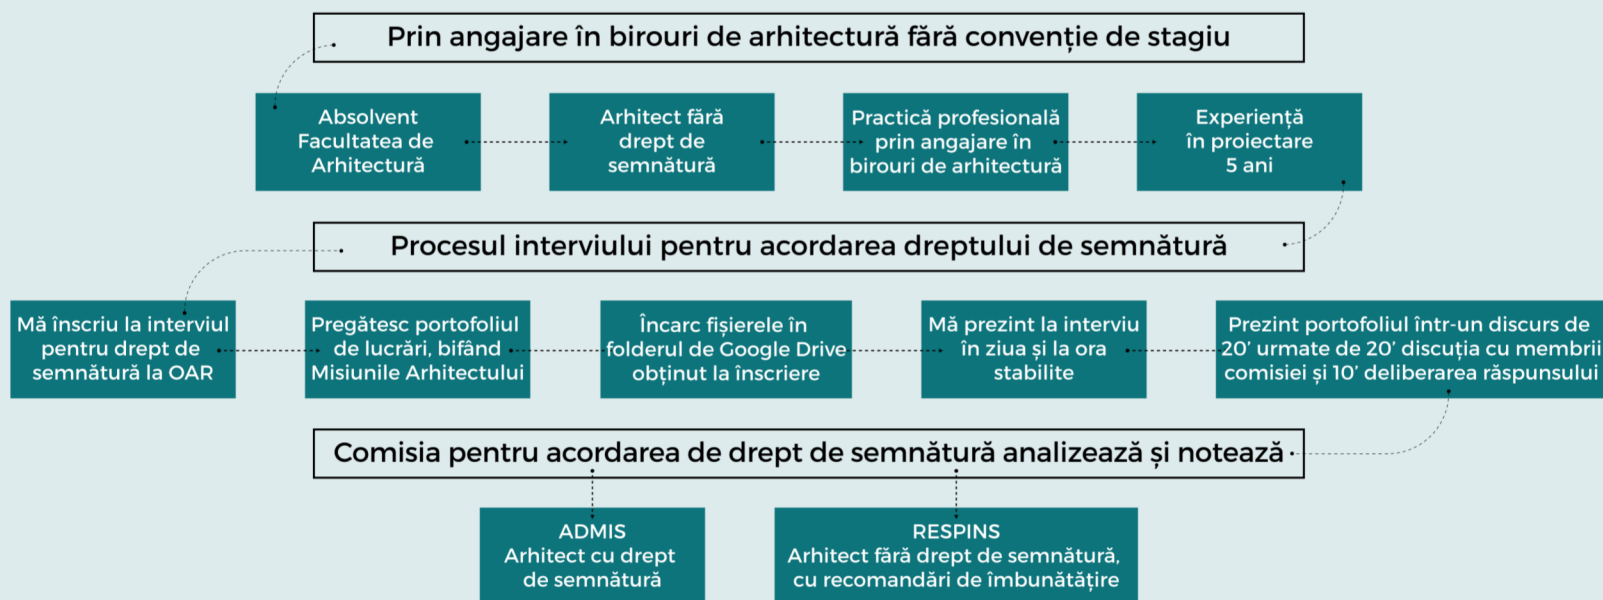 Prin angajare în birouri de arhitectură fără convenție de stagiu
Absolvent
Facultatea de
Arhitectură
Arhitect fără
drept de
semnătură
Practică profesională
prin angajare în
birouri de arhitectură
Experiență
în proiectare
5 ani
Procesul interviului pentru acordarea dreptului de semnătură
Mă înscriu la interviul
pentru drept de
semnătură la OAR
Pregătesc portofoliul
de lucrări, bifând
Misiunile Arhitectului
Încarc fișierele în
folderul de Google Drive
obținut la înscriere
Mă prezint la interviu
în ziua și la ora
stabilite
Prezint portofoliul într-un discurs de
20’ urmate de 20’ discuția cu membrii
comisiei și 10’ deliberarea răspunsului
Comisia pentru acordarea de drept de semnătură analizează și notează
ADMIS
Arhitect cu drept
de semnătură
RESPINS
Arhitect fără drept de semnătură,
cu recomandări de îmbunătățire